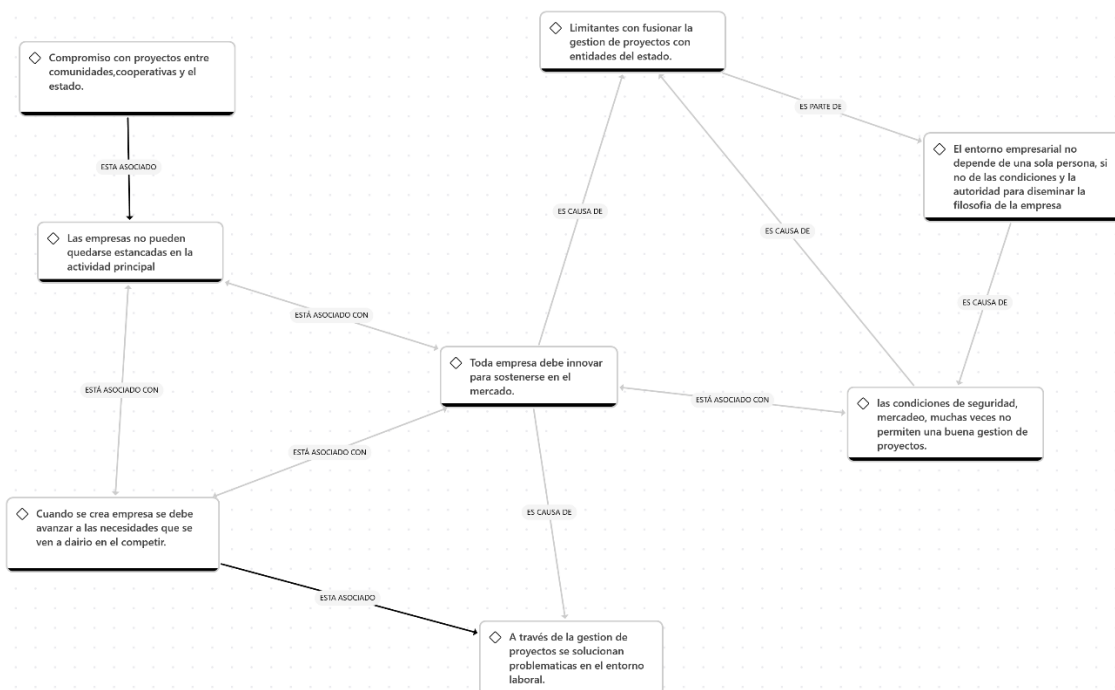 Limitantes con fusionar la
gestion de proyectos con
entidades del estado.
Compromiso con proyectos entre
comunidades,cooperativas y el
estado.
ES PARTE DE
El entorno empresarial no
depende de una sola persona, si
no de las condiciones y la
autoridad para diseminar la
filosofia de la empresa
ESTA ASOCIADO
ES CAUSA DE
ES CAUSA DE
Las empresas no pueden
quedarse estancadas en la
actividad principal
ES CAUSA DE
ESTÁ ASOCIADO CON
Toda empresa debe innovar
para sostenerse en el
mercado.
ESTÁ ASOCIADO CON
ESTÁ ASOCIADO CON
las condiciones de seguridad,
mercadeo, muchas veces no
permiten una buena gestion de
proyectos.
ESTÁ ASOCIADO CON
Cuando se crea empresa se debe
avanzar a las necesidades que se
ven a dairio en el competir.
ES CAUSA DE
ESTA ASOCIADO
A través de la gestion de
proyectos se solucionan
problematicas en el entorno
laboral.